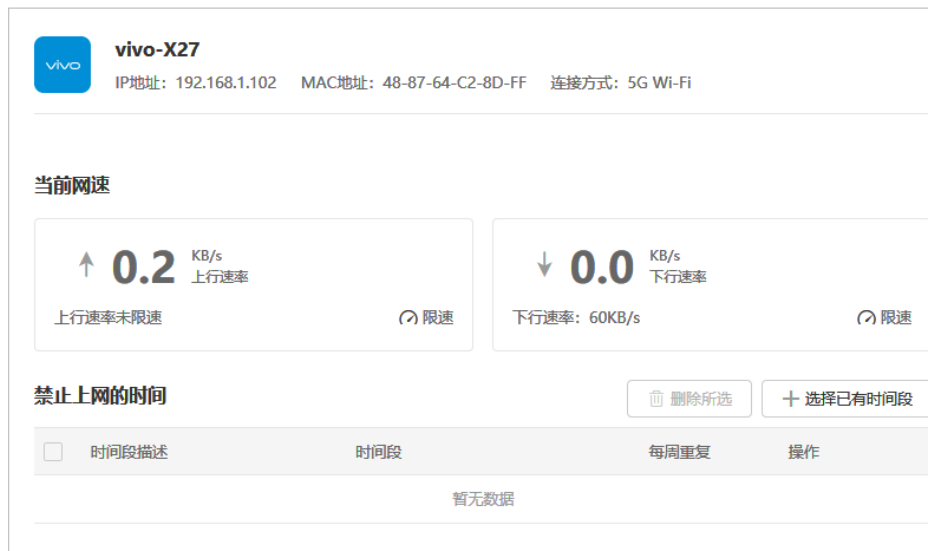 vivo
vivo-X27
IP地址：192.168.1.102 MAC地址：48-87-64-C2-8D-FF 连接方式：5G Wi-Fi
当前网速
0.2 KB/s 上行速率
上行速率未限速 限速
0.0 KB/s 下行速率
下行速率：60KB/s 限速
禁止上网的时间 删除所选 选择已有时间段
时间段描述 时间段 每周重复 操作
暂无数据